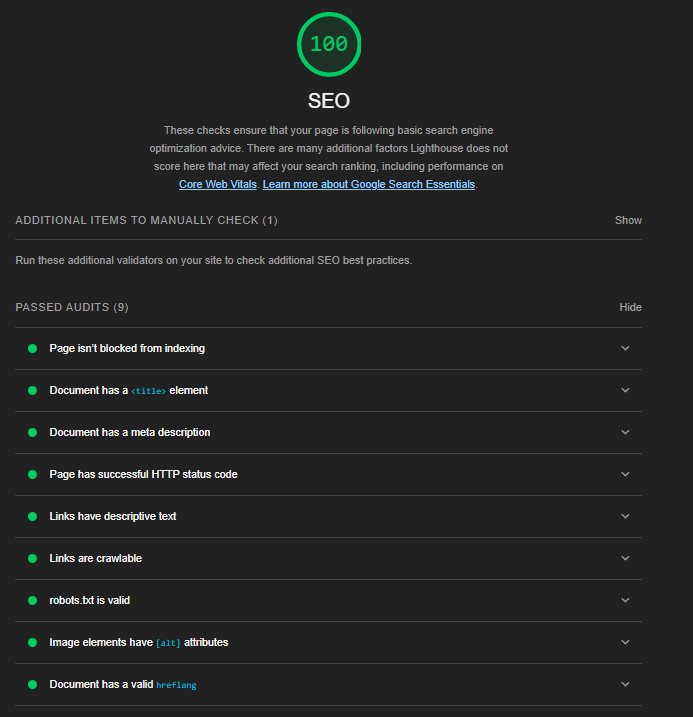 100
SEO
These checks ensure that your page is following basic search engine
optimization advice. There are many additional factors Lighthouse does not
score here that may affect your search ranking, including performance on
Core Web Vitals. Learn more about Google Search Essentials.
ADDITIONAL ITEMS TO MANUALLY CHECK (1) Show
Run these additional validators on your site to check additional SEO best practices.
PASSED AUDITS (9) Hide
Page isn’t blocked from indexing
Document has a <title> element
Document has a meta description
Page has successful HTTP status code
Links have descriptive text
Links are crawlable
robots.txt is valid
Image elements have [alt] attributes
Document has a valid hreflang